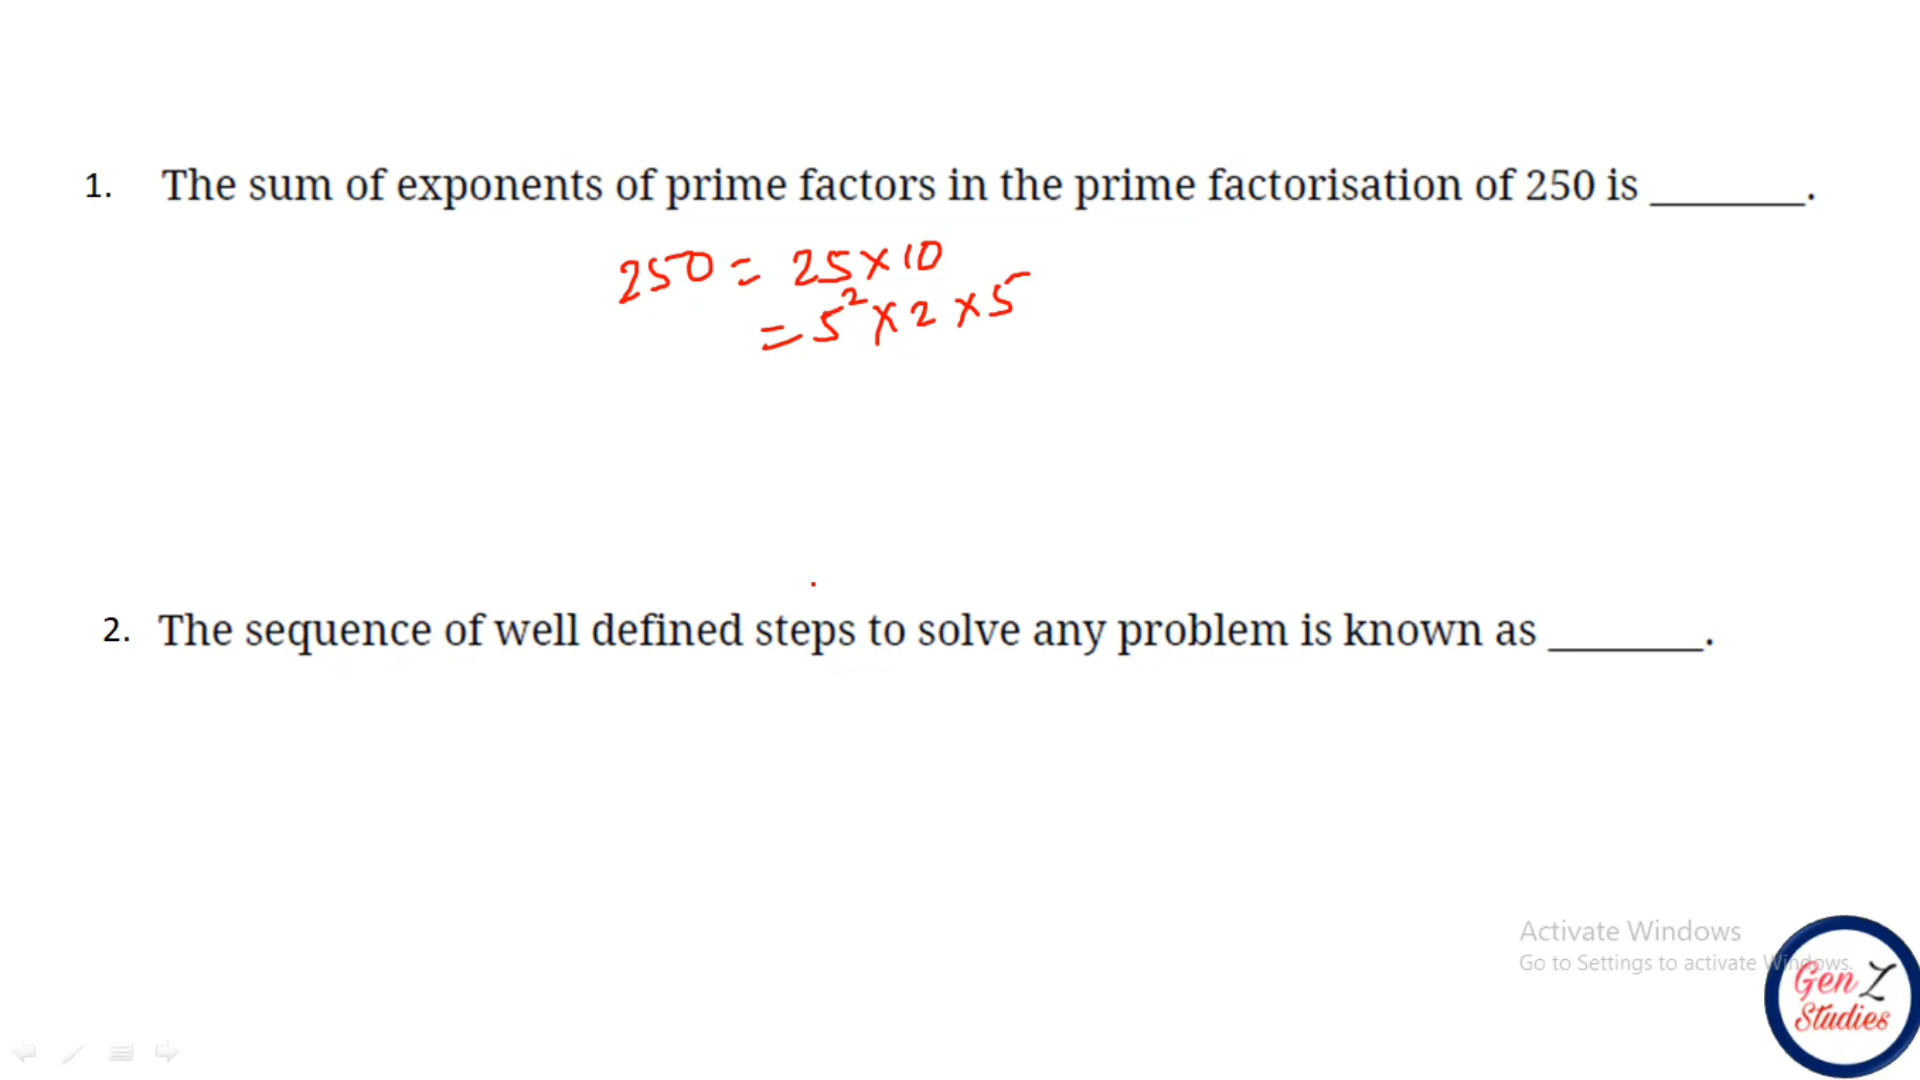 1. The sum of exponents of prime factors in the prime factorisation of 250 is _______.
250 = 25 × 10
= 5² × 2 × 5
2. The sequence of well defined steps to solve any problem is known as _______.
Activate Windows
Go to Settings to activate Windows.
Gen Z
Studies